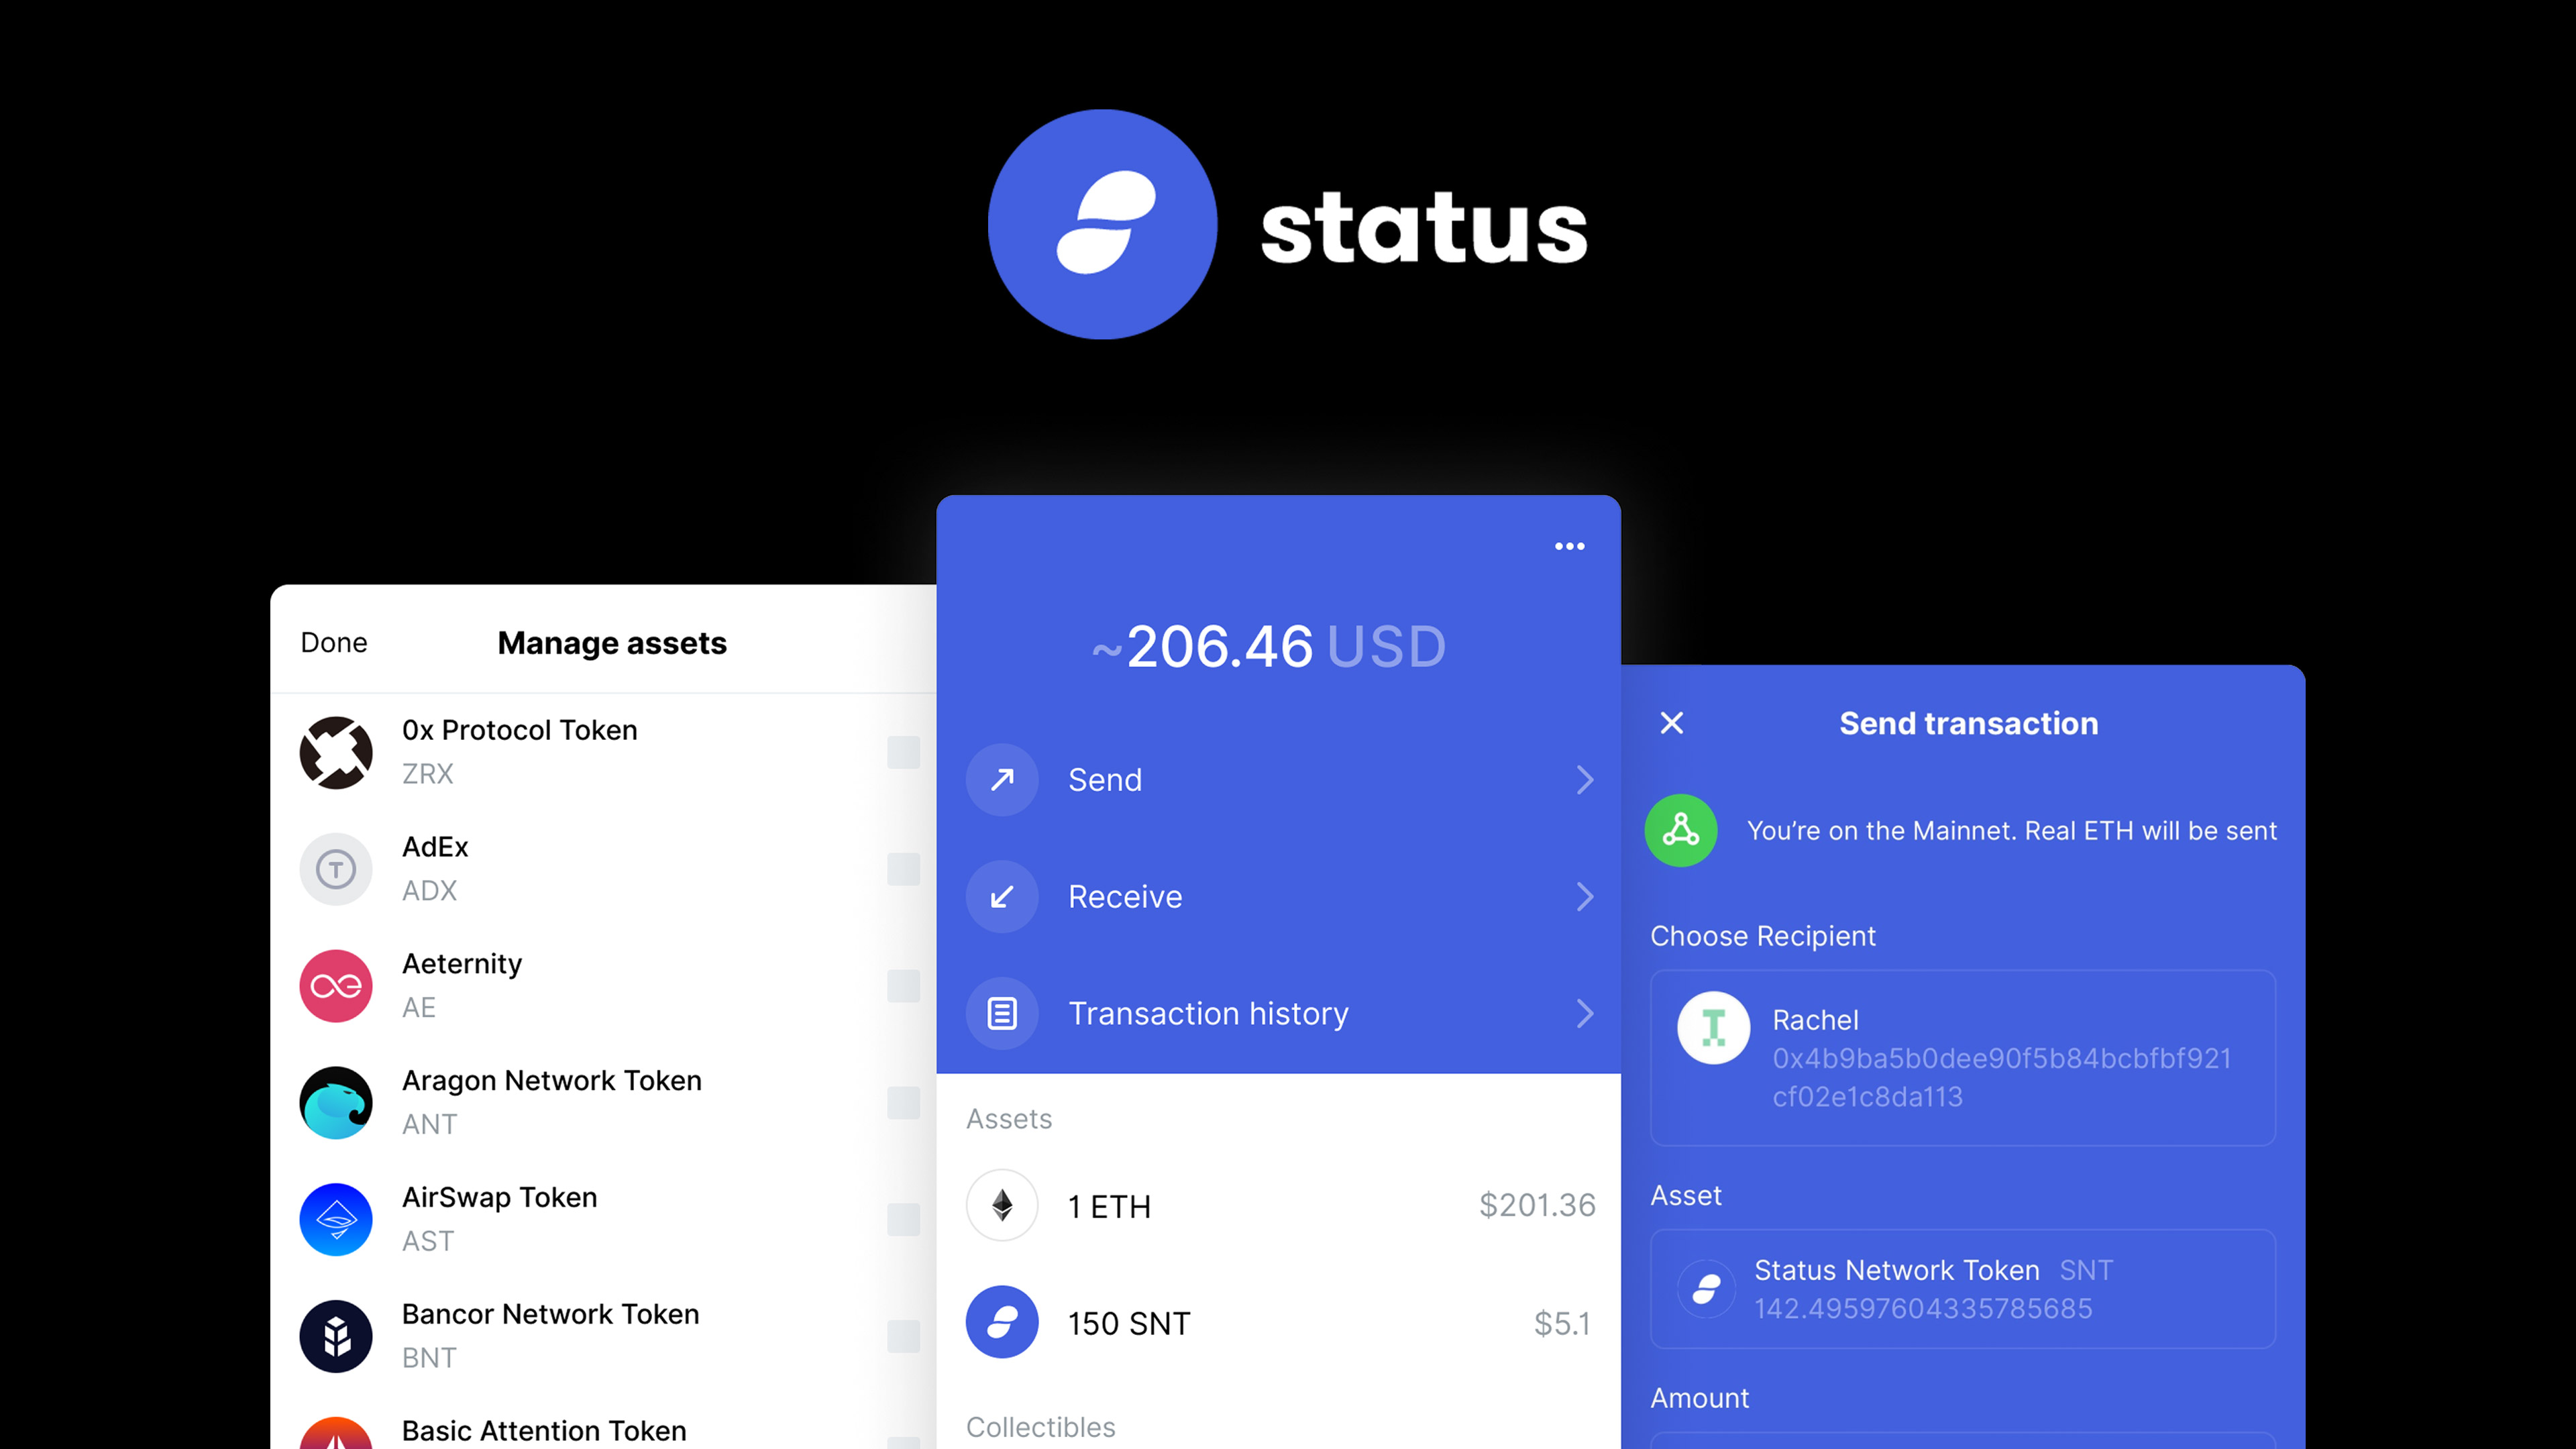 status
Done
Manage assets
0x Protocol Token
ZRX
AdEx
ADX
Aeternity
AE
Aragon Network Token
ANT
AirSwap Token
AST
Bancor Network Token
BNT
Basic Attention Token
~206.46 USD
Send
Receive
Transaction history
Assets
1 ETH
$201.36
150 SNT
$5.1
Collectibles
Send transaction
You’re on the Mainnet. Real ETH will be sent
Choose Recipient
Rachel
0x4b9ba5b0dee90f5b84bcbfbf921
cf02e1c8da113
Asset
Status Network Token SNT
142.49597604335785685
Amount